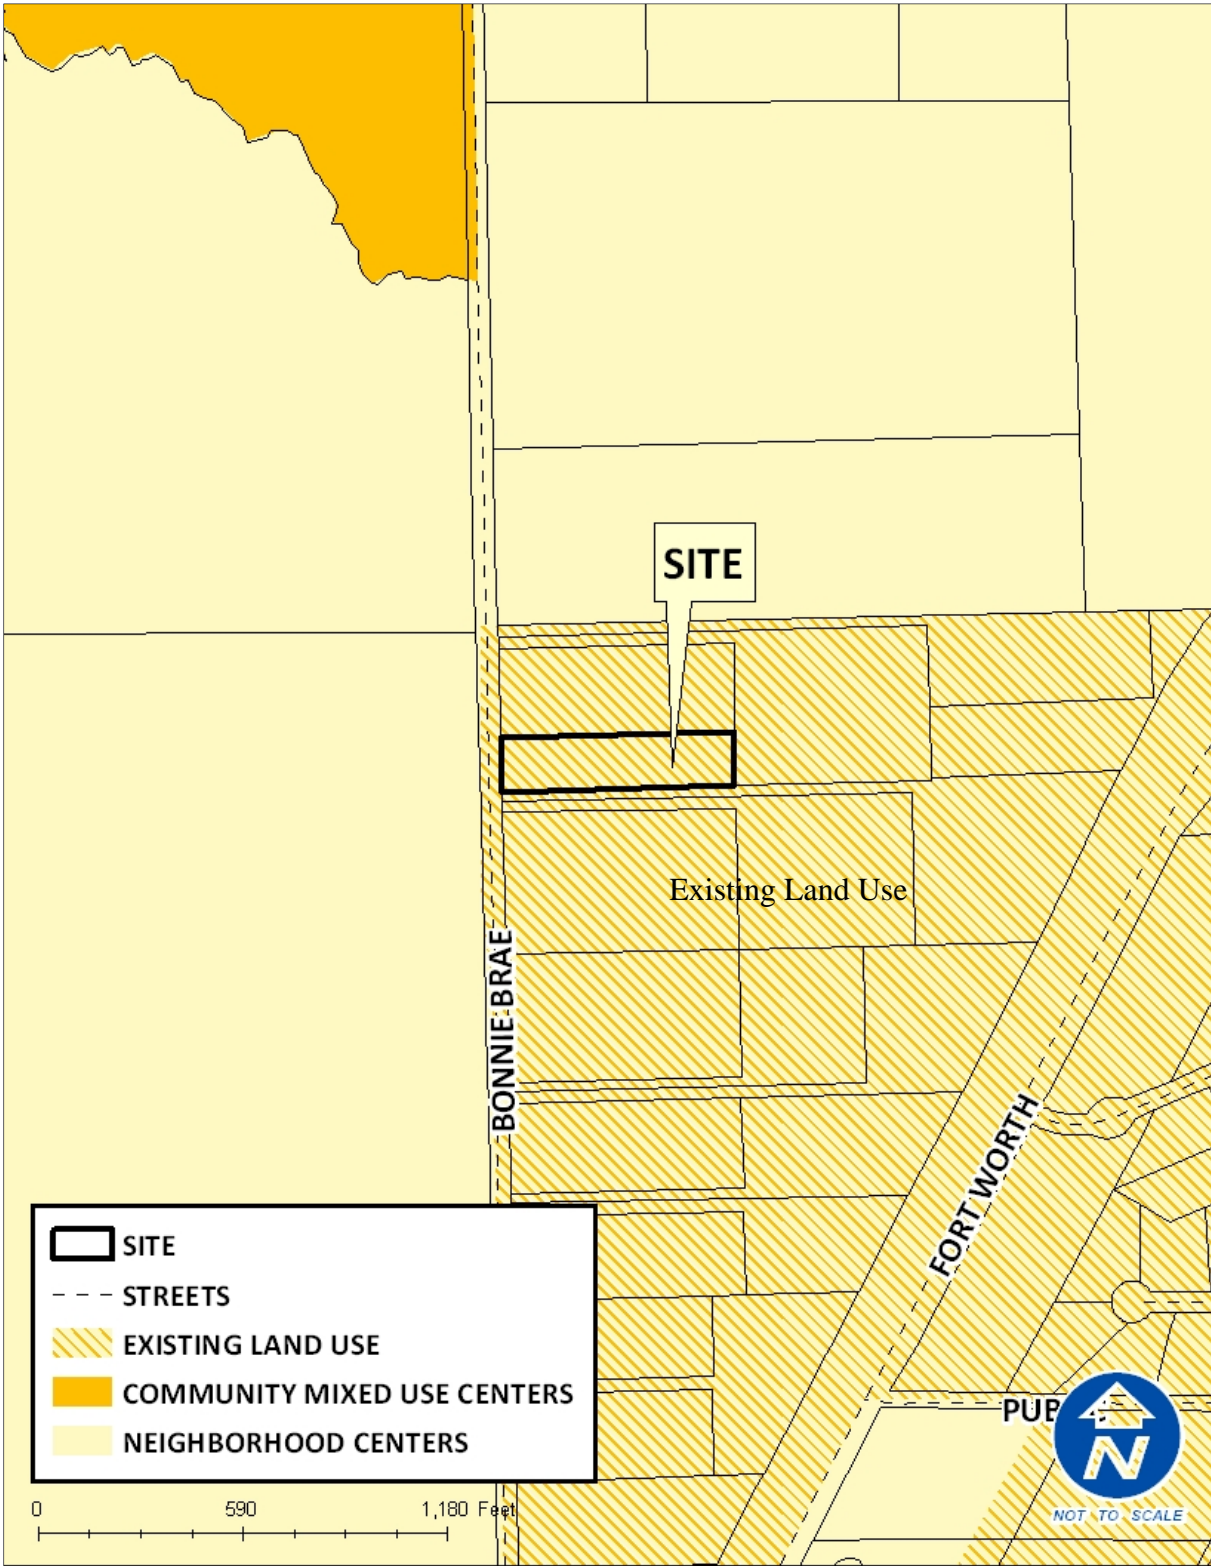 SITE
Existing Land Use
BONNIE BRAE
FORT WORTH
SITE
STREETS
EXISTING LAND USE
COMMUNITY MIXED USE CENTERS
NEIGHBORHOOD CENTERS
0 590 1,180 Feet
N
NOT TO SCALE